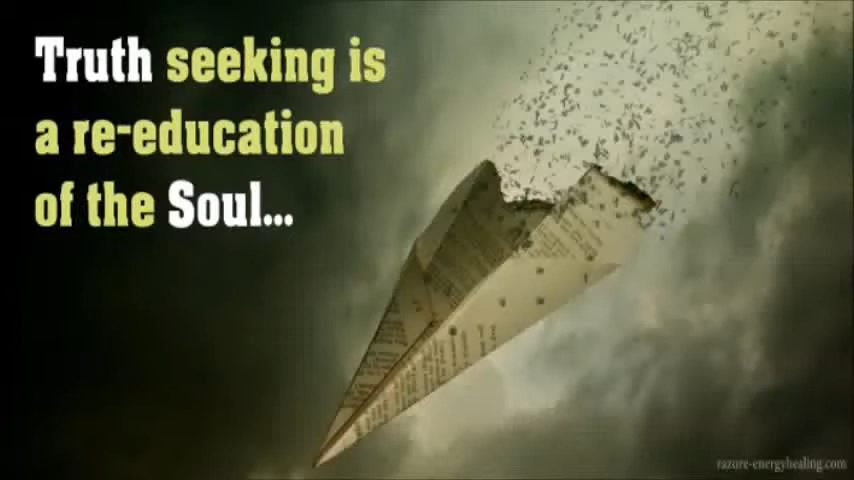 Truth seeking is
a re-education
of the Soul...
razure-energyhealing.com